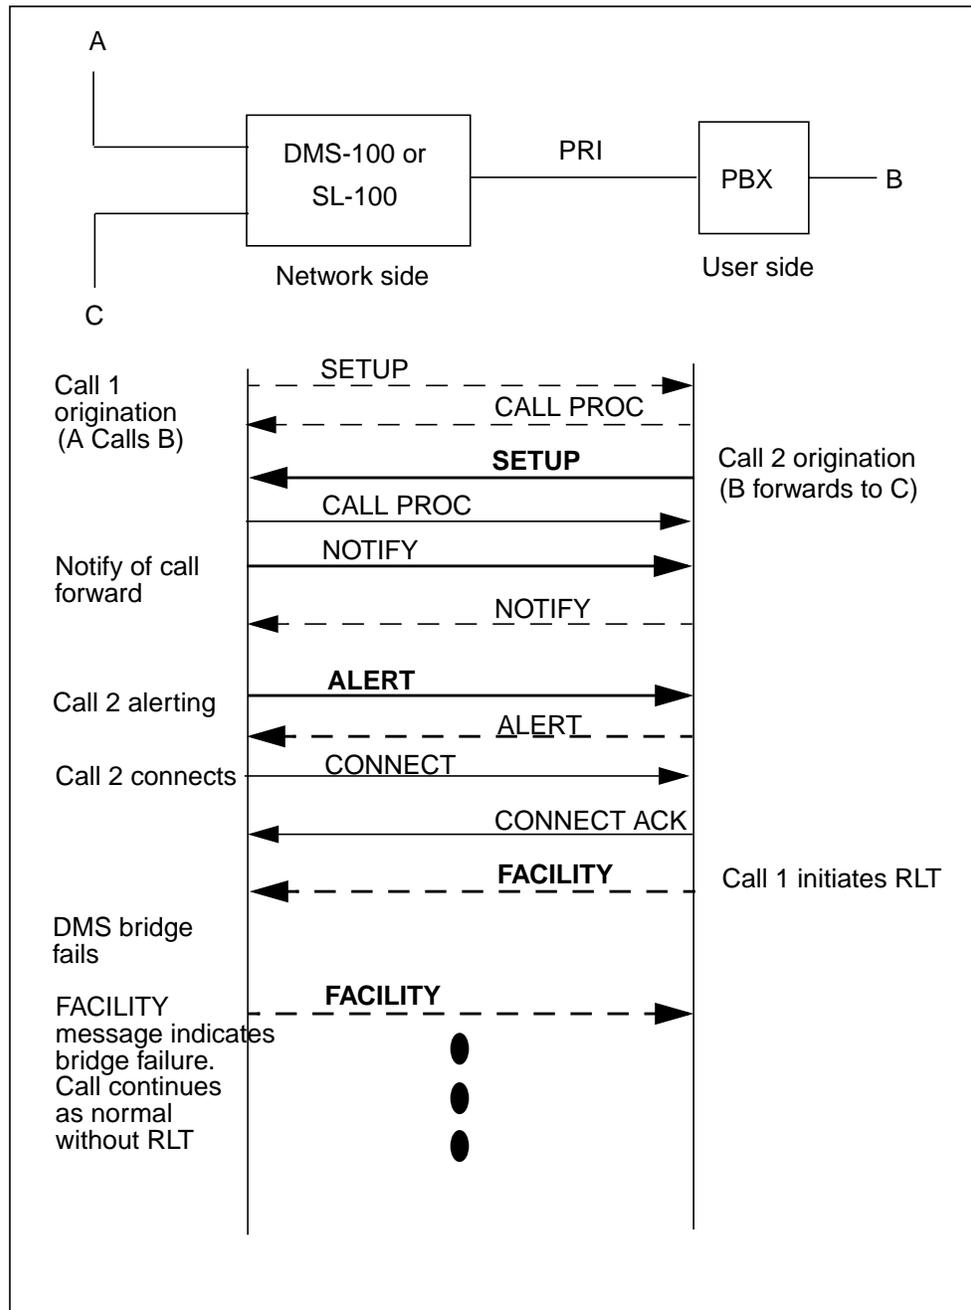 A
DMS-100 or
SL-100
PRI
PBX
B
Network side
User side
C
SETUP
Call 1
origination
(A Calls B)
CALL PROC
SETUP
Call 2 origination
(B forwards to C)
CALL PROC
NOTIFY
Notify of call
forward
NOTIFY
ALERT
Call 2 alerting
ALERT
CONNECT
Call 2 connects
CONNECT ACK
FACILITY
Call 1 initiates RLT
DMS bridge
fails
FACILITY
FACILITY
message indicates
bridge failure.
Call continues
as normal
without RLT